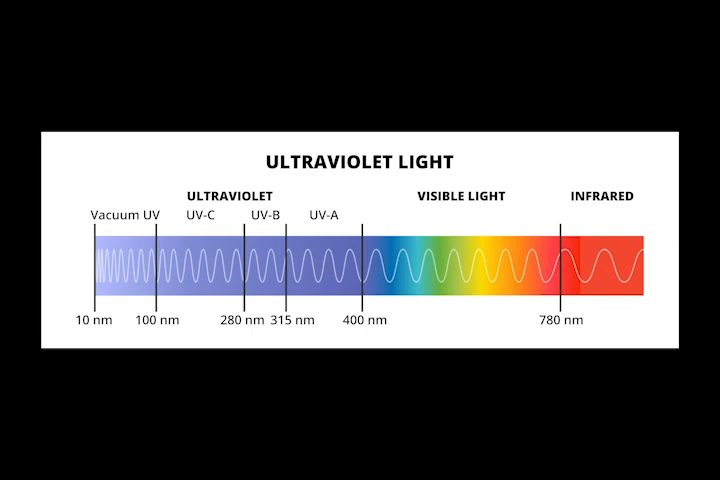 ULTRAVIOLET LIGHT
ULTRAVIOLET VISIBLE LIGHT INFRARED
Vacuum UV UV-C UV-B UV-A
10 nm 100 nm 280 nm 315 nm 400 nm 780 nm